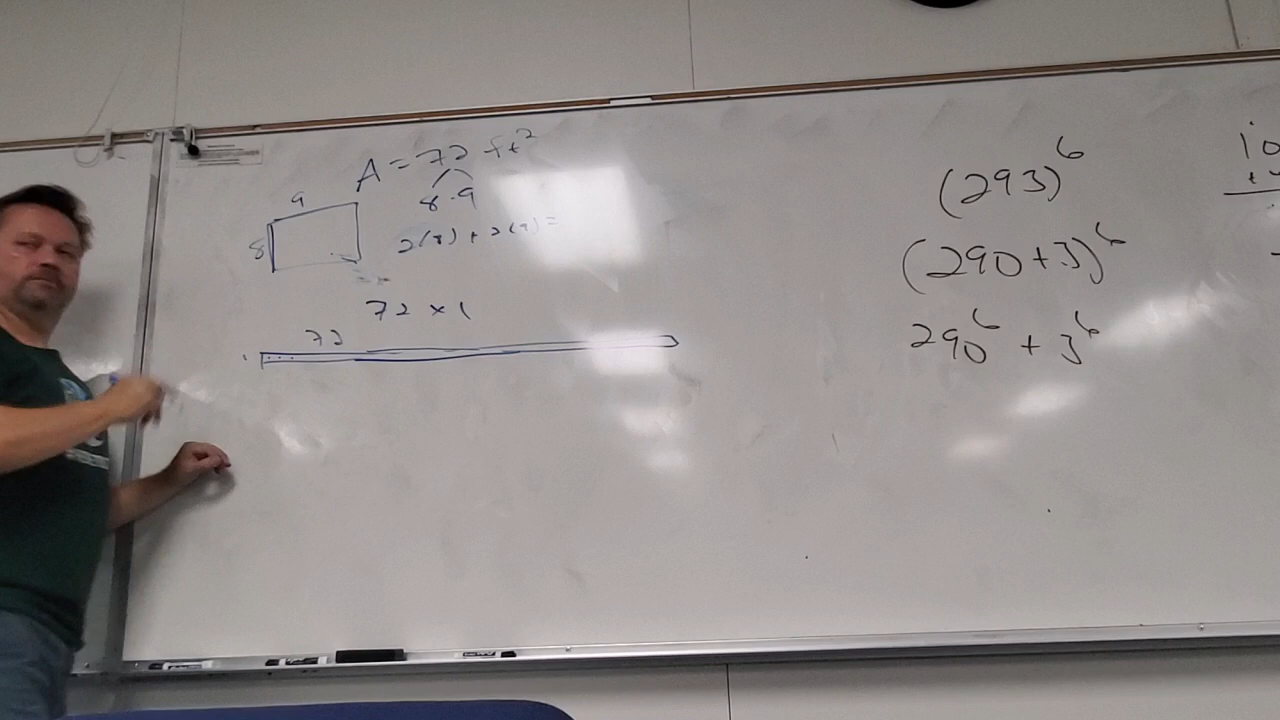 A = 72 ft²
9
8·9
8
2(8) + 2(9) =
72 × 1
72
(293)⁶
(290+3)⁶
290⁶ + 3⁶